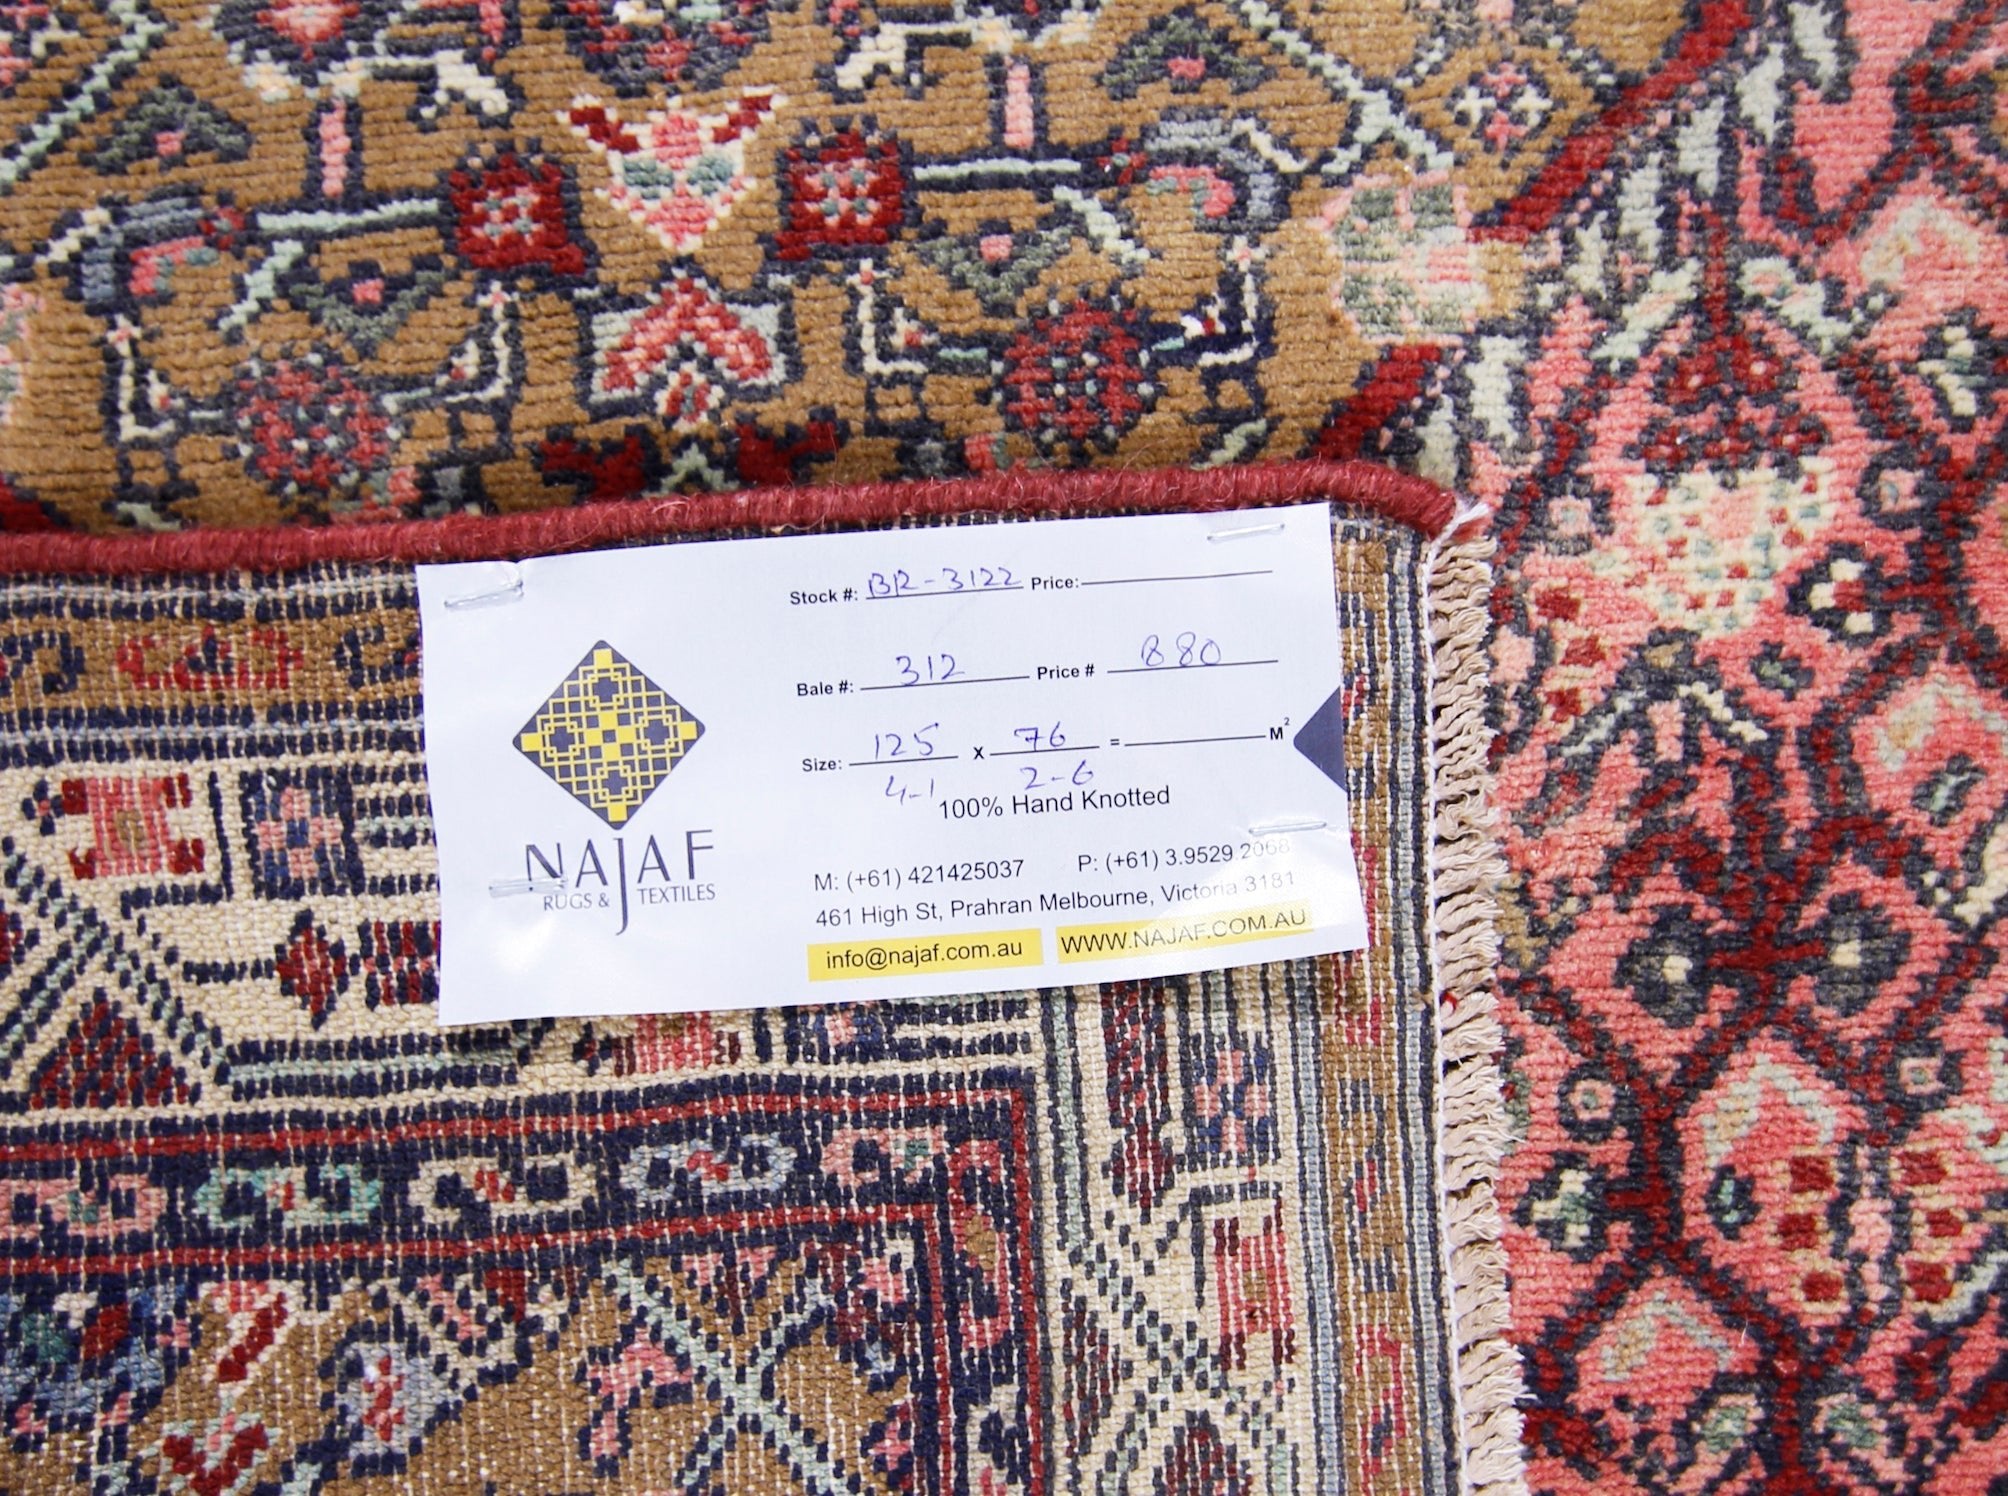 NAJAF
RUGS & TEXTILES
Stock #: BR-3122 Price:
Bale #: 312 Price # 880
Size: 125 x 76 = M²
4-1 2-6
100% Hand Knotted
M: (+61) 421425037 P: (+61) 3.9529.2068
461 High St, Prahran Melbourne, Victoria 3181
info@najaf.com.au WWW.NAJAF.COM.AU